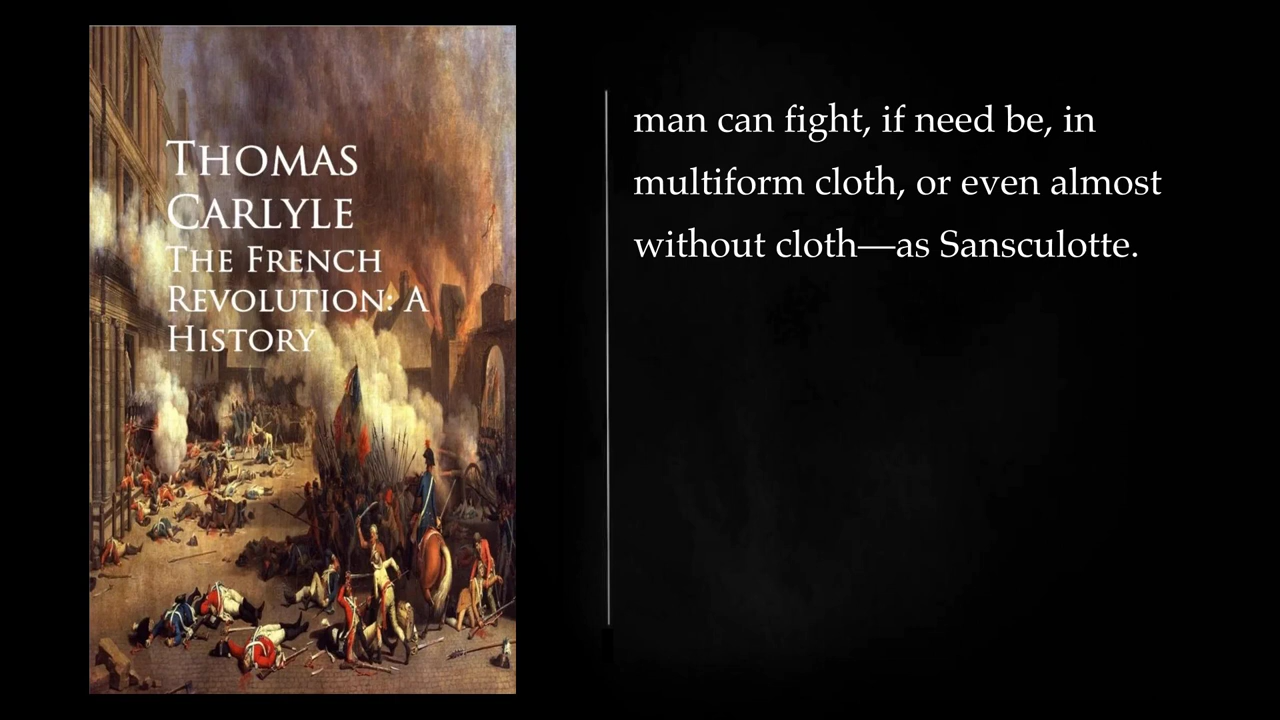 THOMAS
CARLYLE
THE FRENCH
REVOLUTION: A
HISTORY
man can fight, if need be, in
multiform cloth, or even almost
without cloth—as Sansculotte.